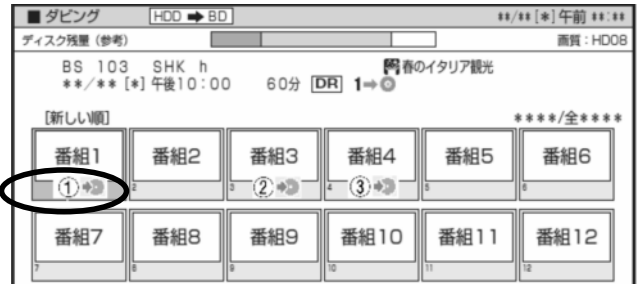 ■ ダビング HDD ➡ BD **/**[*]午前 **:**
ディスク残量（参考） 画質：HD08
BS 103 SHK h 春のイタリア観光
**/** [*] 午後10：00 60分 DR 1⇒
[新しい順] ****/全****
番組1 番組2 番組3 番組4 番組5 番組6
① 2 3 ② 4 ③ 5 6
番組7 番組8 番組9 番組10 番組11 番組12
7 8 9 10 11 12